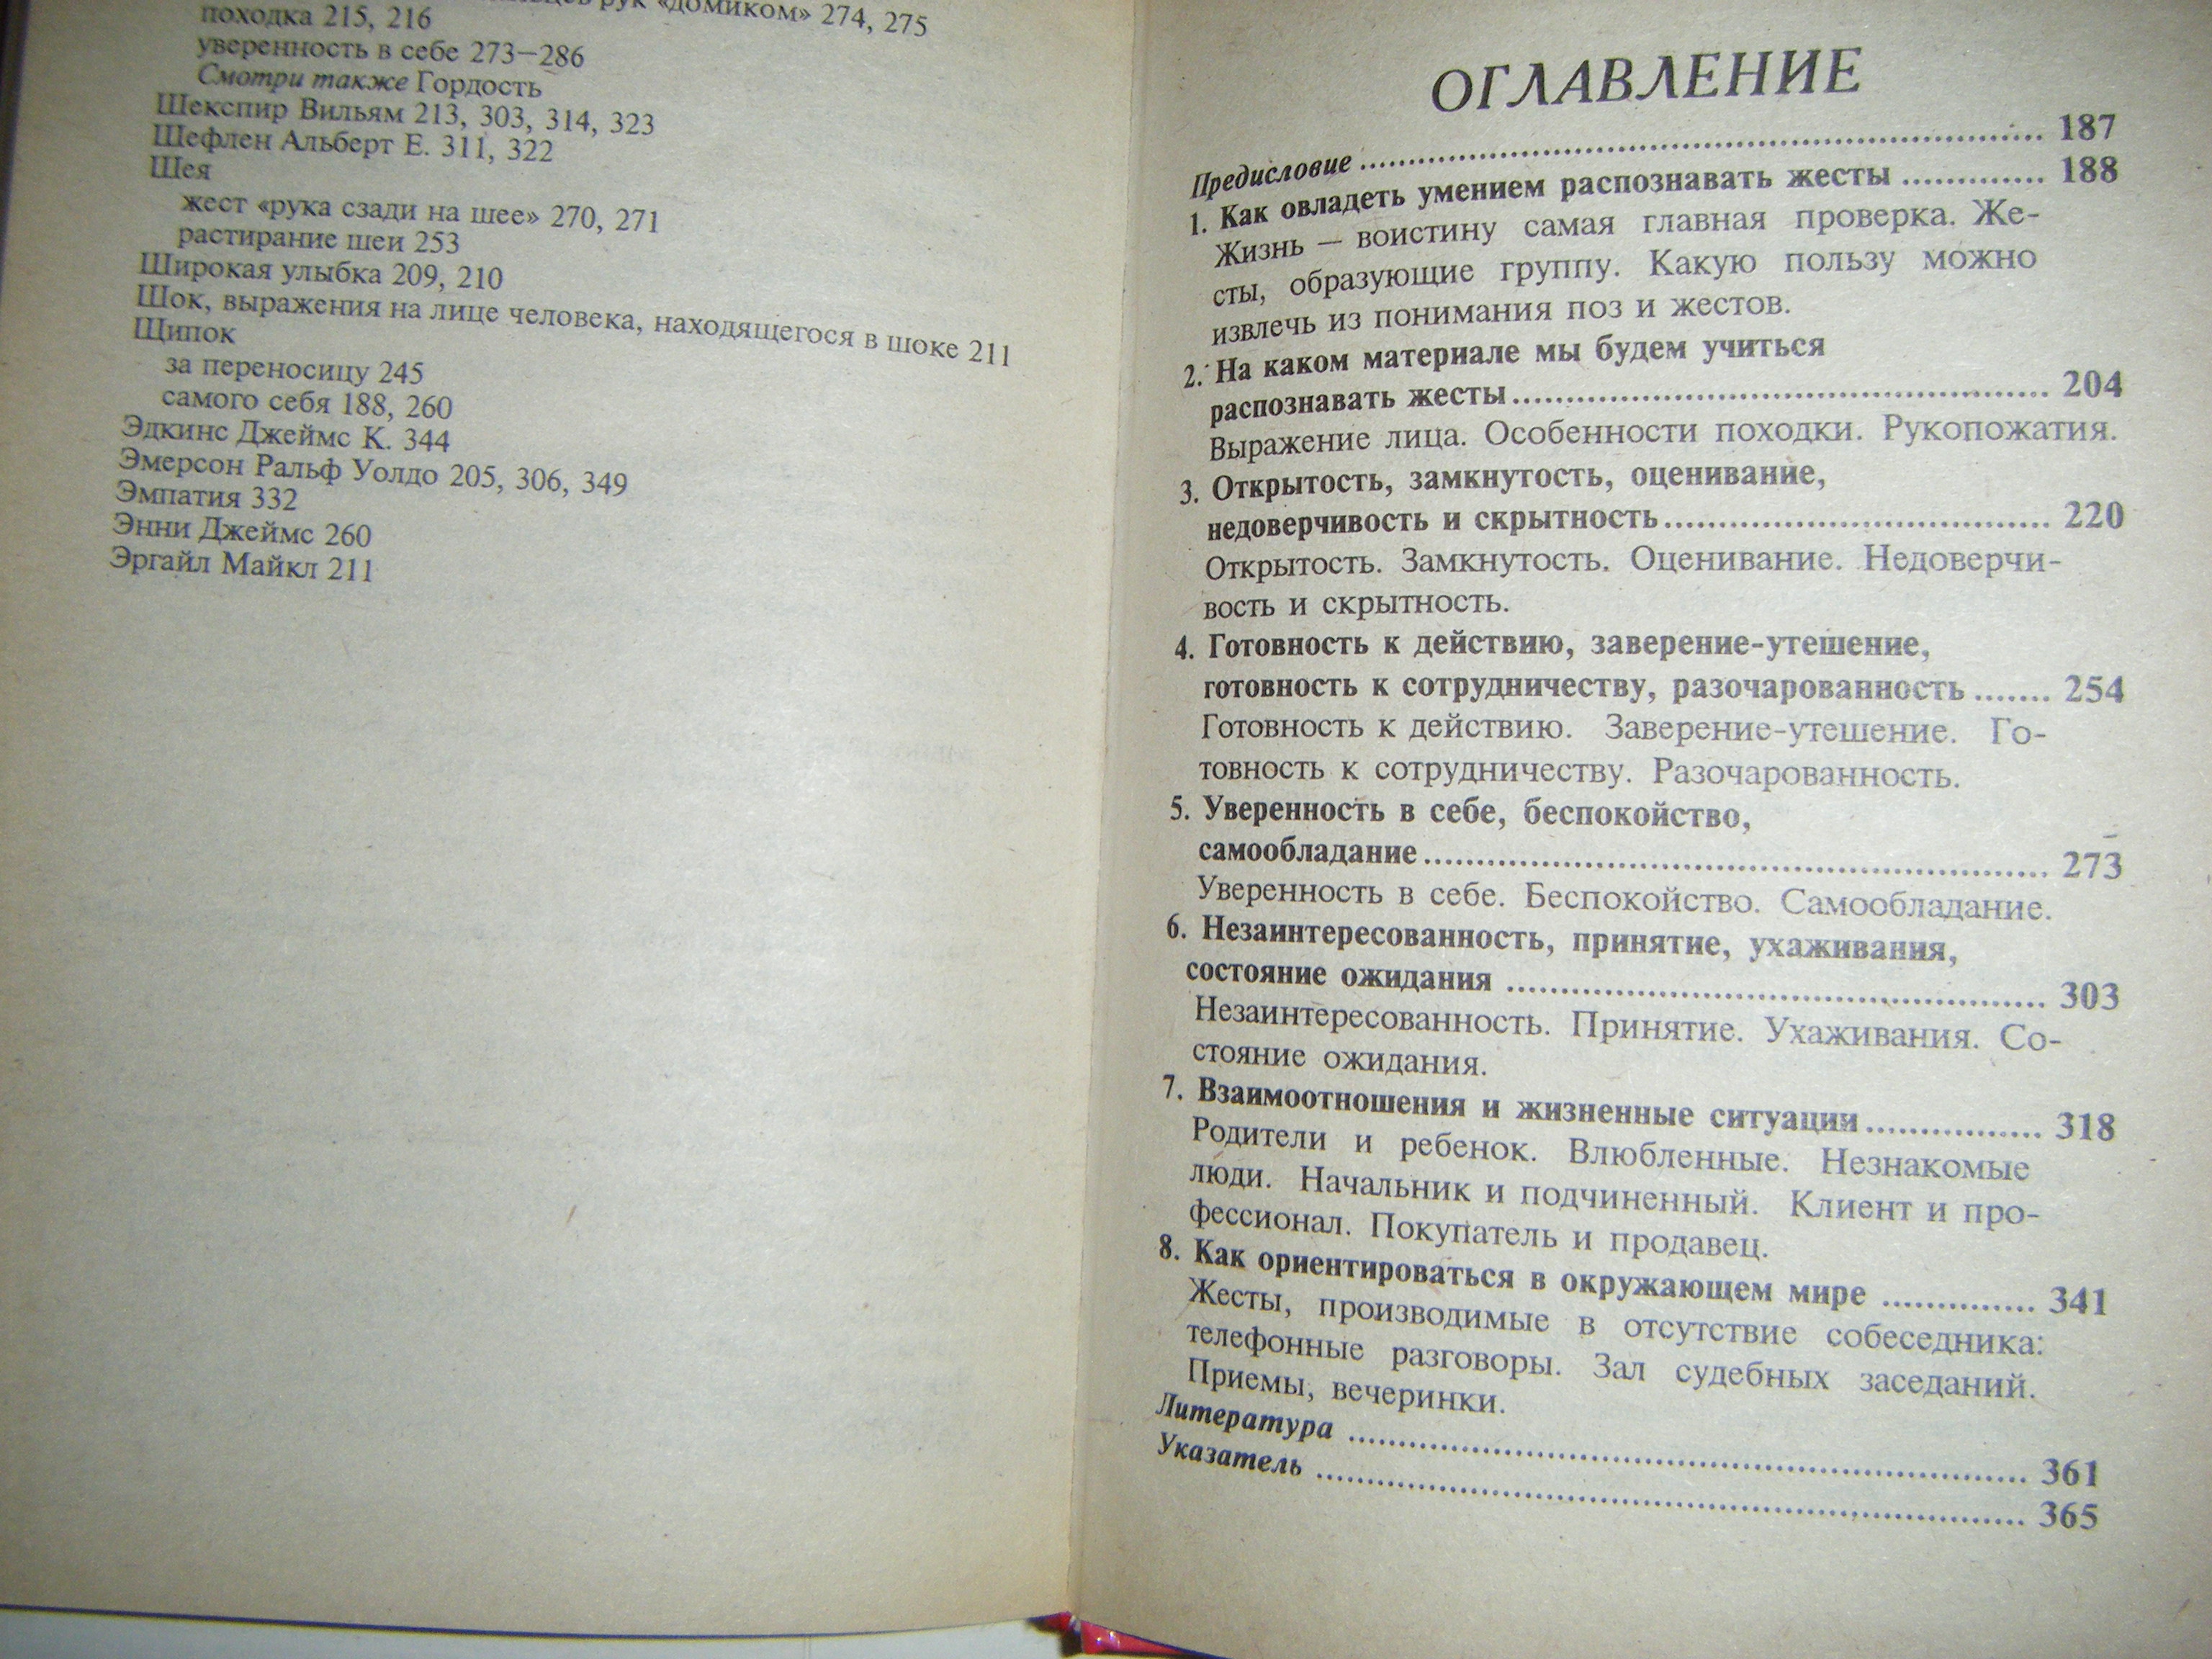 рук «домиком» 274, 275
походка 215, 216
уверенность в себе 273—286
Смотри также Гордость
Шекспир Вильям 213, 303, 314, 323
Шефлен Альберт Е. 311, 322
Шея
жест «рука сзади на шее» 270, 271
растирание шеи 253
Широкая улыбка 209, 210
Шок, выражения на лице человека, находящегося в шоке 211
Щипок
за переносицу 245
самого себя 188, 260
Эдкинс Джеймс К. 344
Эмерсон Ральф Уолдо 205, 306, 349
Эмпатия 332
Энни Джеймс 260
Эргайл Майкл 211
ОГЛАВЛЕНИЕ
Предисловие ........ 187
1. Как овладеть умением распознавать жесты ........ 188
Жизнь — воистину самая главная проверка. Же-
сты, образующие группу. Какую пользу можно
извлечь из понимания поз и жестов.
2. На каком материале мы будем учиться
распознавать жесты ........ 204
Выражение лица. Особенности походки. Рукопожатия.
3. Открытость, замкнутость, оценивание,
недоверчивость и скрытность ........ 220
Открытость. Замкнутость. Оценивание. Недоверчи-
вость и скрытность.
4. Готовность к действию, заверение-утешение,
готовность к сотрудничеству, разочарованность ....... 254
Готовность к действию. Заверение-утешение. Го-
товность к сотрудничеству. Разочарованность.
5. Уверенность в себе, беспокойство,
самообладание ........ 273
Уверенность в себе. Беспокойство. Самообладание.
6. Незаинтересованность, принятие, ухаживания,
состояние ожидания ........ 303
Незаинтересованность. Принятие. Ухаживания. Со-
стояние ожидания.
7. Взаимоотношения и жизненные ситуации ........ 318
Родители и ребенок. Влюбленные. Незнакомые
люди. Начальник и подчиненный. Клиент и про-
фессионал. Покупатель и продавец.
8. Как ориентироваться в окружающем мире ........ 341
Жесты, производимые в отсутствие собеседника:
телефонные разговоры. Зал судебных заседаний.
Приемы, вечеринки.
Литература ........ 361
Указатель ........ 365